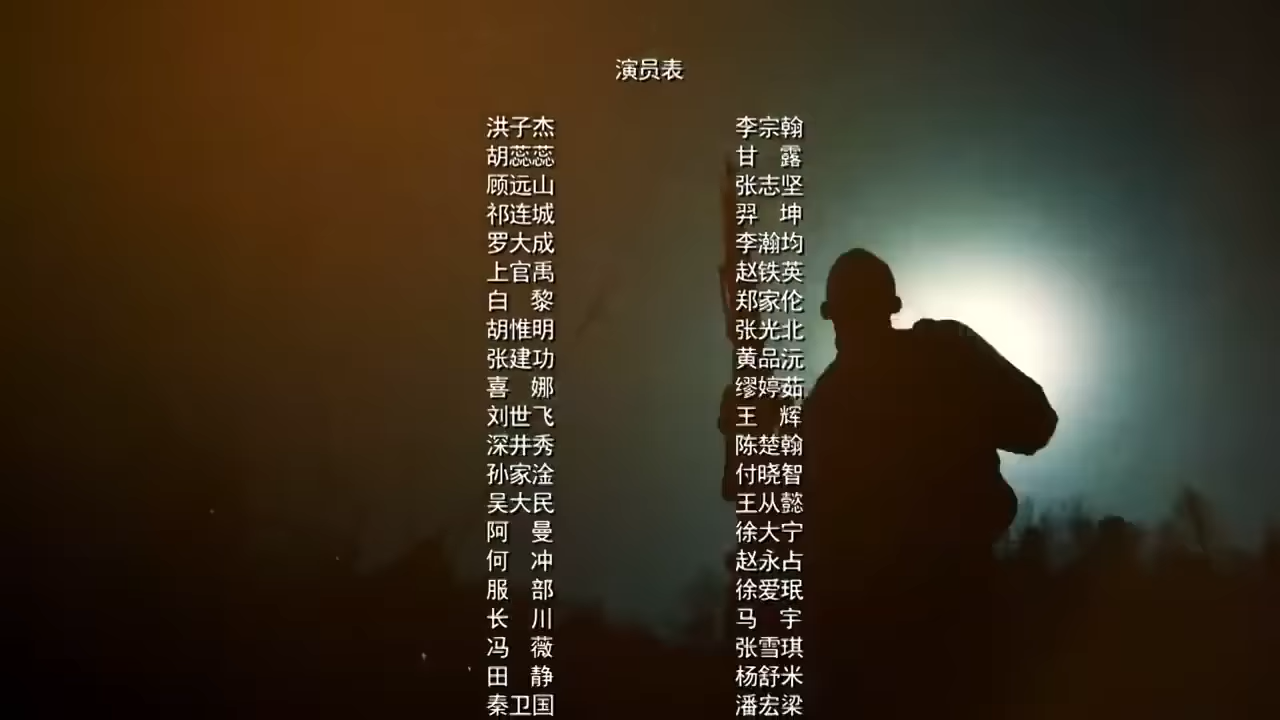 演员表
洪子杰 李宗翰
胡蕊蕊 甘 露
顾远山 张志坚
祁连城 羿 坤
罗大成 李瀚均
上官禹 赵铁英
白 黎 郑家伦
胡惟明 张光北
张建功 黄品沅
喜 娜 缪婷茹
刘世飞 王 辉
深井秀 陈楚翰
孙家淦 付晓智
吴大民 王从懿
阿 曼 徐大宁
何 冲 赵永占
服 部 徐爱珉
长 川 马 宇
冯 薇 张雪琪
田 静 杨舒米
秦卫国 潘宏梁